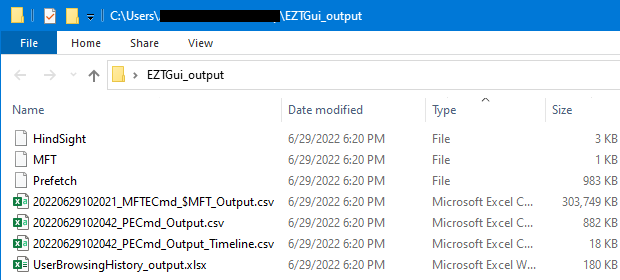 C:\Users\ \EZTGui_output
File Home Share View
EZTGui_output
Name Date modified Type Size
HindSight 6/29/2022 6:20 PM File 3 KB
MFT 6/29/2022 6:20 PM File 1 KB
Prefetch 6/29/2022 6:20 PM File 983 KB
20220629102021_MFTECmd_$MFT_Output.csv 6/29/2022 6:20 PM Microsoft Excel C... 303,749 KB
20220629102042_PECmd_Output.csv 6/29/2022 6:20 PM Microsoft Excel C... 882 KB
20220629102042_PECmd_Output_Timeline.csv 6/29/2022 6:20 PM Microsoft Excel C... 18 KB
UserBrowsingHistory_output.xlsx 6/29/2022 6:20 PM Microsoft Excel W... 180 KB